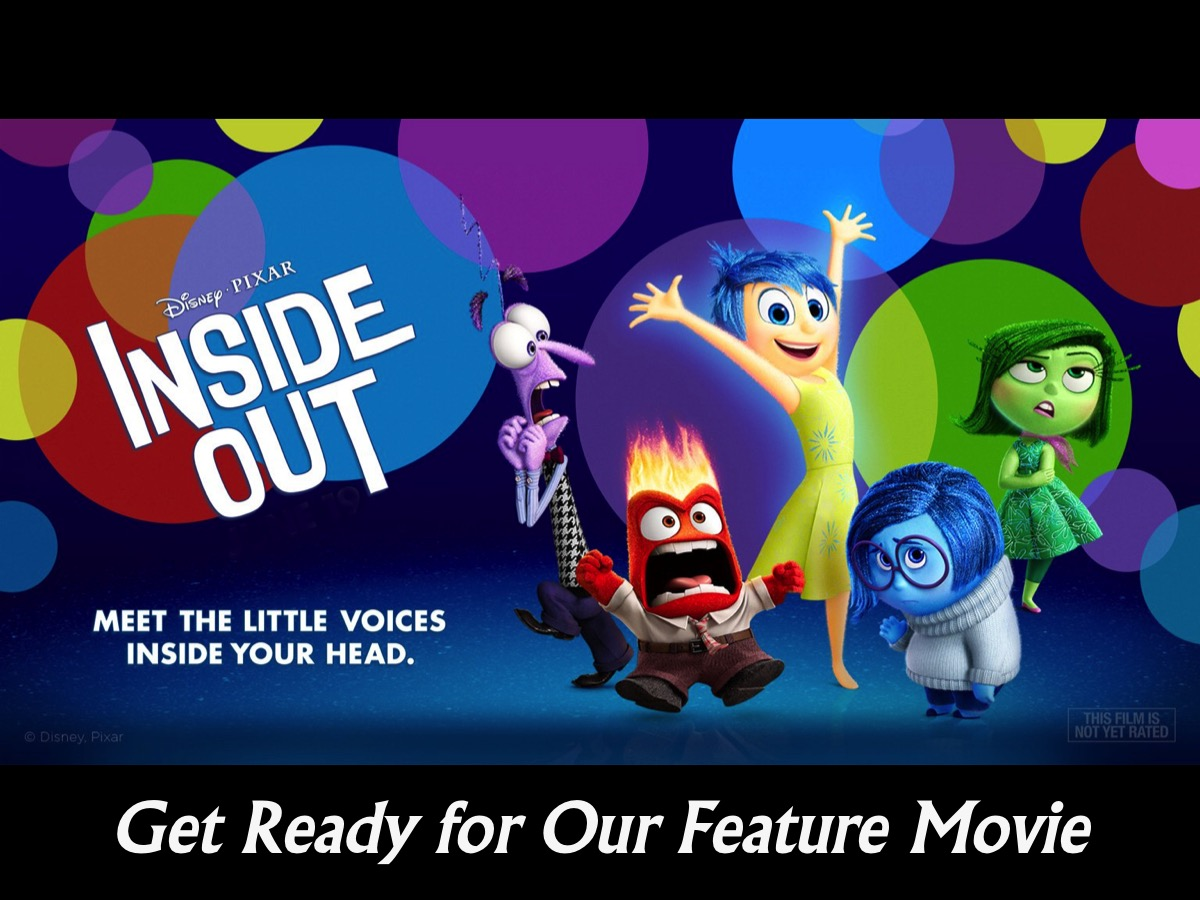 DISNEY · PIXAR
INSIDE
OUT
MEET THE LITTLE VOICES
INSIDE YOUR HEAD.
© Disney, Pixar
THIS FILM IS
NOT YET RATED
Get Ready for Our Feature Movie